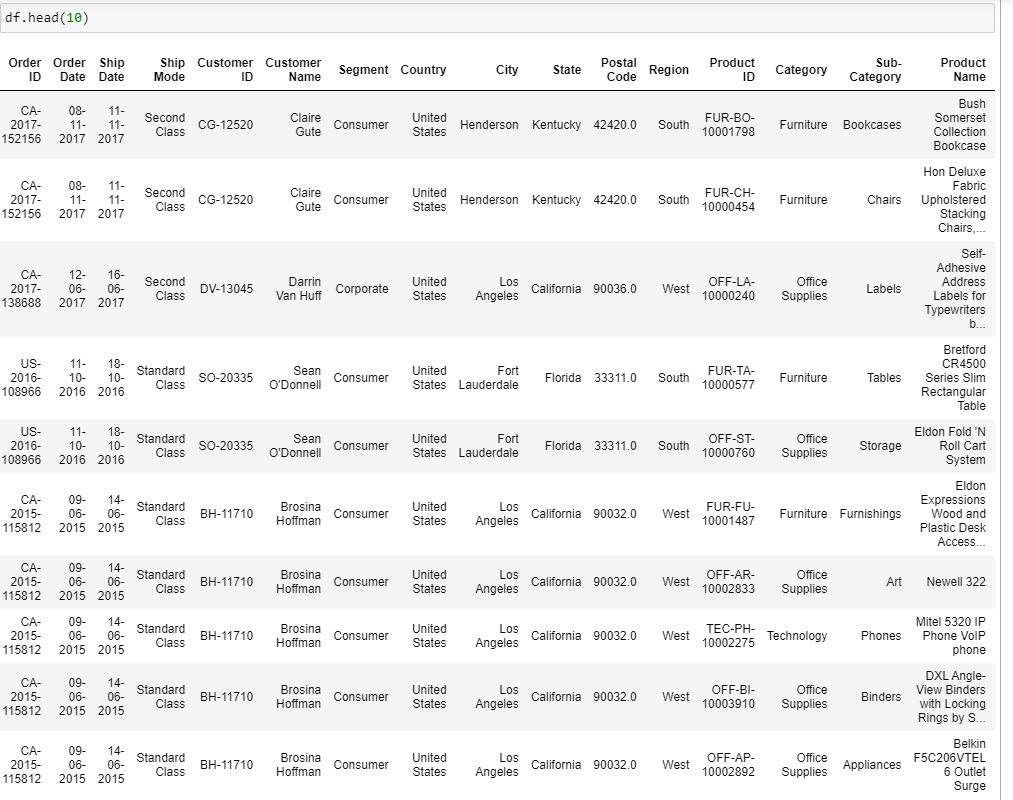 df.head(10)
Order ID Order Date Ship Date Ship Mode Customer ID Customer Name Segment Country City State Postal Code Region Product ID Category Sub-Category Product Name
CA-2017-152156 08-11-2017 11-11-2017 Second Class CG-12520 Claire Gute Consumer United States Henderson Kentucky 42420.0 South FUR-BO-10001798 Furniture Bookcases Bush Somerset Collection Bookcase
CA-2017-152156 08-11-2017 11-11-2017 Second Class CG-12520 Claire Gute Consumer United States Henderson Kentucky 42420.0 South FUR-CH-10000454 Furniture Chairs Hon Deluxe Fabric Upholstered Stacking Chairs,...
CA-2017-138688 12-06-2017 16-06-2017 Second Class DV-13045 Darrin Van Huff Corporate United States Los Angeles California 90036.0 West OFF-LA-10000240 Office Supplies Labels Self-Adhesive Address Labels for Typewriters b...
US-2016-108966 11-10-2016 18-10-2016 Standard Class SO-20335 Sean O'Donnell Consumer United States Fort Lauderdale Florida 33311.0 South FUR-TA-10000577 Furniture Tables Bretford CR4500 Series Slim Rectangular Table
US-2016-108966 11-10-2016 18-10-2016 Standard Class SO-20335 Sean O'Donnell Consumer United States Fort Lauderdale Florida 33311.0 South OFF-ST-10000760 Office Supplies Storage Eldon Fold 'N Roll Cart System
CA-2015-115812 09-06-2015 14-06-2015 Standard Class BH-11710 Brosina Hoffman Consumer United States Los Angeles California 90032.0 West FUR-FU-10001487 Furniture Furnishings Eldon Expressions Wood and Plastic Desk Access...
CA-2015-115812 09-06-2015 14-06-2015 Standard Class BH-11710 Brosina Hoffman Consumer United States Los Angeles California 90032.0 West OFF-AR-10002833 Office Supplies Art Newell 322
CA-2015-115812 09-06-2015 14-06-2015 Standard Class BH-11710 Brosina Hoffman Consumer United States Los Angeles California 90032.0 West TEC-PH-10002275 Technology Phones Mitel 5320 IP Phone VoIP phone
CA-2015-115812 09-06-2015 14-06-2015 Standard Class BH-11710 Brosina Hoffman Consumer United States Los Angeles California 90032.0 West OFF-BI-10003910 Office Supplies Binders DXL Angle-View Binders with Locking Rings by S...
CA-2015-115812 09-06-2015 14-06-2015 Standard Class BH-11710 Brosina Hoffman Consumer United States Los Angeles California 90032.0 West OFF-AP-10002892 Office Supplies Appliances Belkin F5C206VTEL 6 Outlet Surge